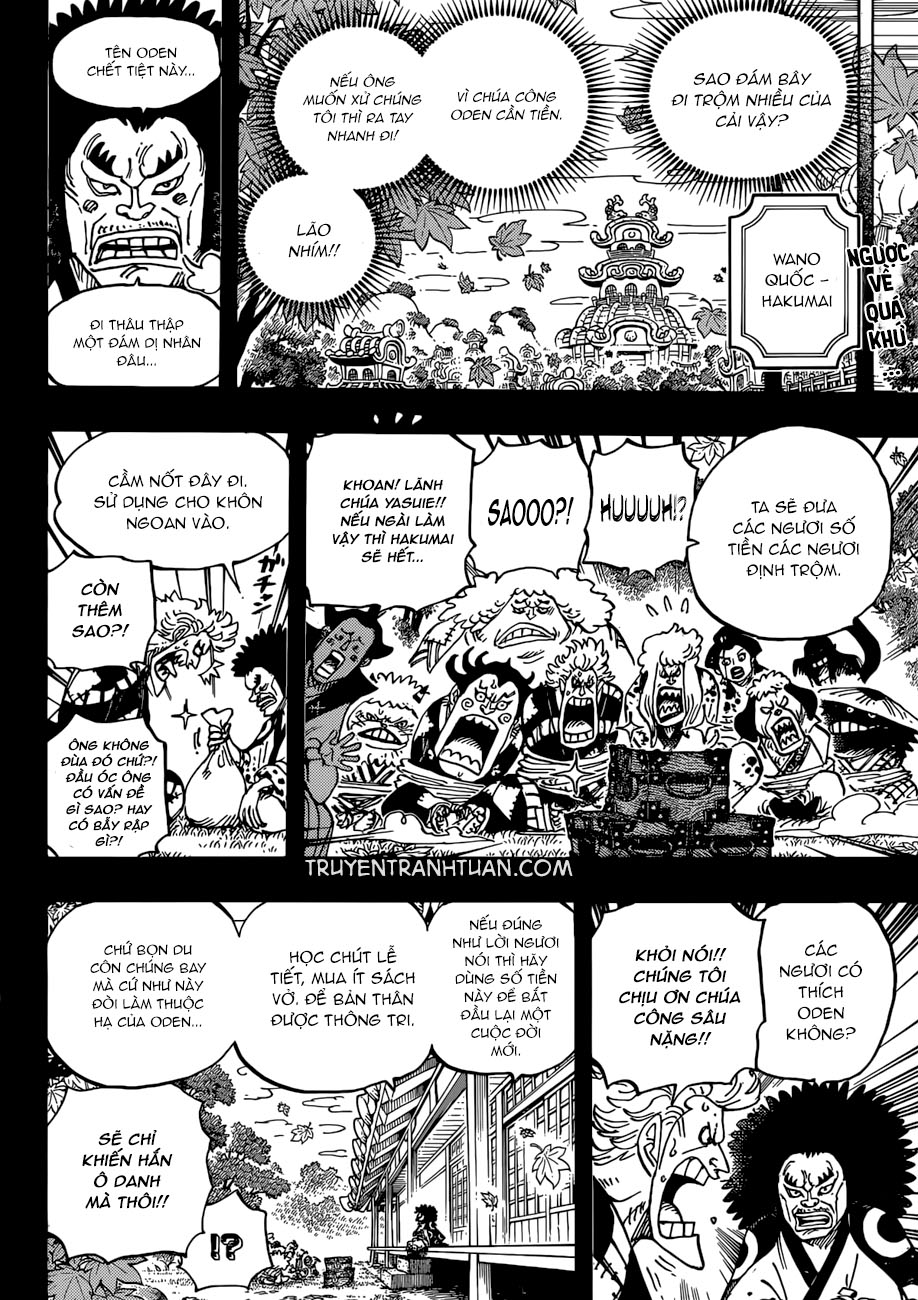 NGƯỢC
VỀ
QUÁ
KHỨ
...
WANO
QUỐC –
HAKUMAI
SAO ĐÁM BÂY
ĐI TRỘM NHIỀU CỦA
CẢI VẬY?
VÌ CHÚA CÔNG
ODEN CẦN TIỀN.
NẾU ÔNG
MUỐN XỬ CHÚNG
TÔI THÌ RA TAY
NHANH ĐI!
LÃO
NHÍM!!
TÊN ODEN
CHẾT TIỆT NÀY...
ĐI THÂU THẬP
MỘT ĐÁM DỊ NHÂN
ĐÂU...
TA SẼ ĐƯA
CÁC NGƯƠI SỐ
TIỀN CÁC NGƯƠI
ĐỊNH TRỘM.
HUUUUH!?
SAOOO?!
KHOAN! LÃNH
CHÚA YASUIE!!
NẾU NGÀI LÀM
VẬY THÌ HAKUMAI
SẼ HẾT...
CẦM NỐT ĐÂY ĐI.
SỬ DỤNG CHO KHÔN
NGOAN VÀO.
ガチン
CÒN
THÊM
SAO?!
ÔNG KHÔNG
ĐÙA ĐÓ CHỨ?!
ĐẦU ÓC ÔNG
CÓ VẤN ĐỀ
GÌ SAO? HAY
CÓ BẪY RẬP
GÌ?!
TRUYENTRANHTUAN.COM
CÁC
NGƯƠI CÓ
THÍCH
ODEN
KHÔNG?
KHỎI NÓI!!
CHÚNG TÔI
CHỊU ƠN CHÚA
CÔNG SÂU
NẶNG!!
NẾU ĐÚNG
NHƯ LỜI NGƯƠI
NÓI THÌ HÃY
DÙNG SỐ TIỀN
NÀY ĐỂ BẮT
ĐẦU LẠI MỘT
CUỘC ĐỜI
MỚI.
HỌC CHÚT LỄ
TIẾT, MUA ÍT SÁCH
VỞ. ĐỂ BẢN THÂN
ĐƯỢC THÔNG TRI.
CHỨ BỌN DU
CÔN CHÚNG BAY
MÀ CỨ NHƯ NÀY
ĐÒI LÀM THUỘC
HẠ CỦA ODEN...
SẼ CHỈ
KHIẾN HẮN
Ô DANH
MÀ THÔI!!
!?